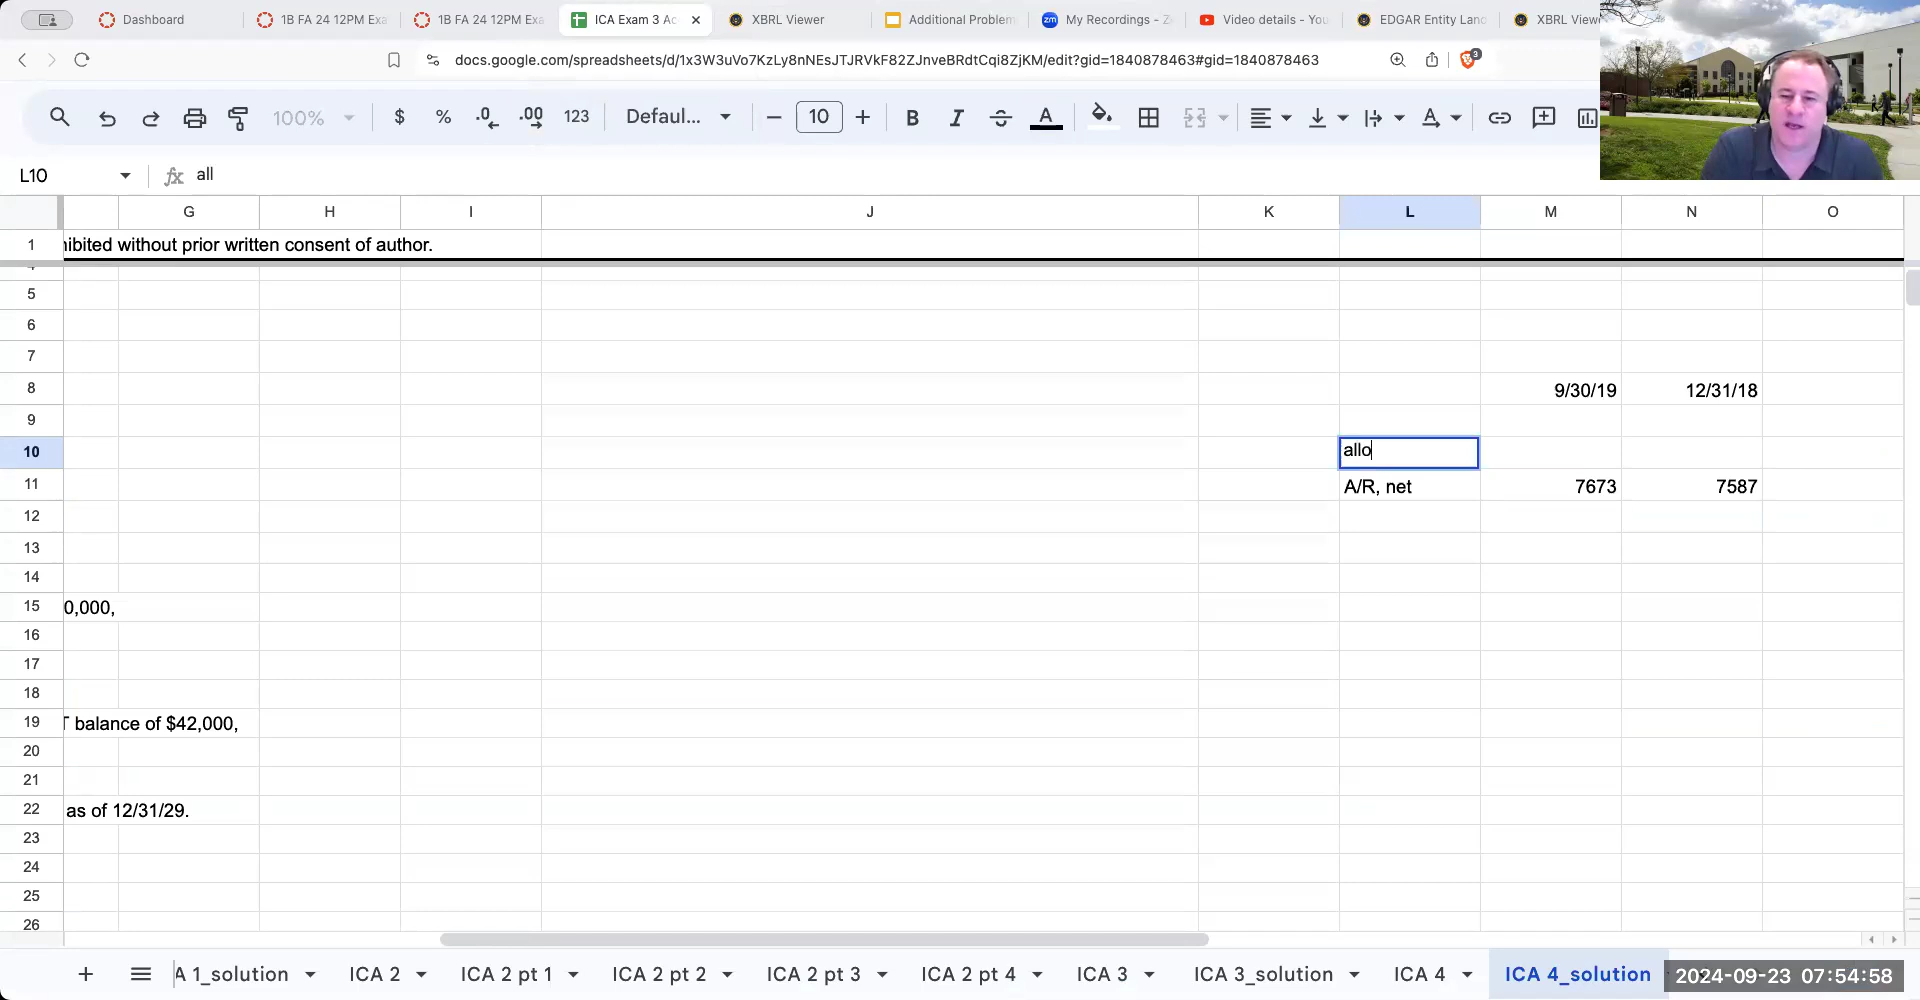 Dashboard
1B FA 24 12PM Exa
1B FA 24 12PM Exa
ICA Exam 3 Ac
XBRL Viewer
Additional Problem
My Recordings - Z
Video details - You
EDGAR Entity Land
XBRL View
docs.google.com/spreadsheets/d/1x3W3uVo7KzLy8nNEsJTJRVkF82ZJnveBRdtCqi8ZjKM/edit?gid=1840878463#gid=1840878463
3
100% $ % .0 .00 123 Defaul... 10 B I S A A
L10 fx all
G H I J K L M N O
1 hibited without prior written consent of author.
4
5
6
7
8 9/30/19 12/31/18
9
10 allo
11 A/R, net 7673 7587
12
13
14
15 0,000,
16
17
18
19 T balance of $42,000,
20
21
22 as of 12/31/29.
23
24
25
26
A 1_solution ICA 2 ICA 2 pt 1 ICA 2 pt 2 ICA 2 pt 3 ICA 2 pt 4 ICA 3 ICA 3_solution ICA 4 ICA 4_solution
2024-09-23 07:54:58